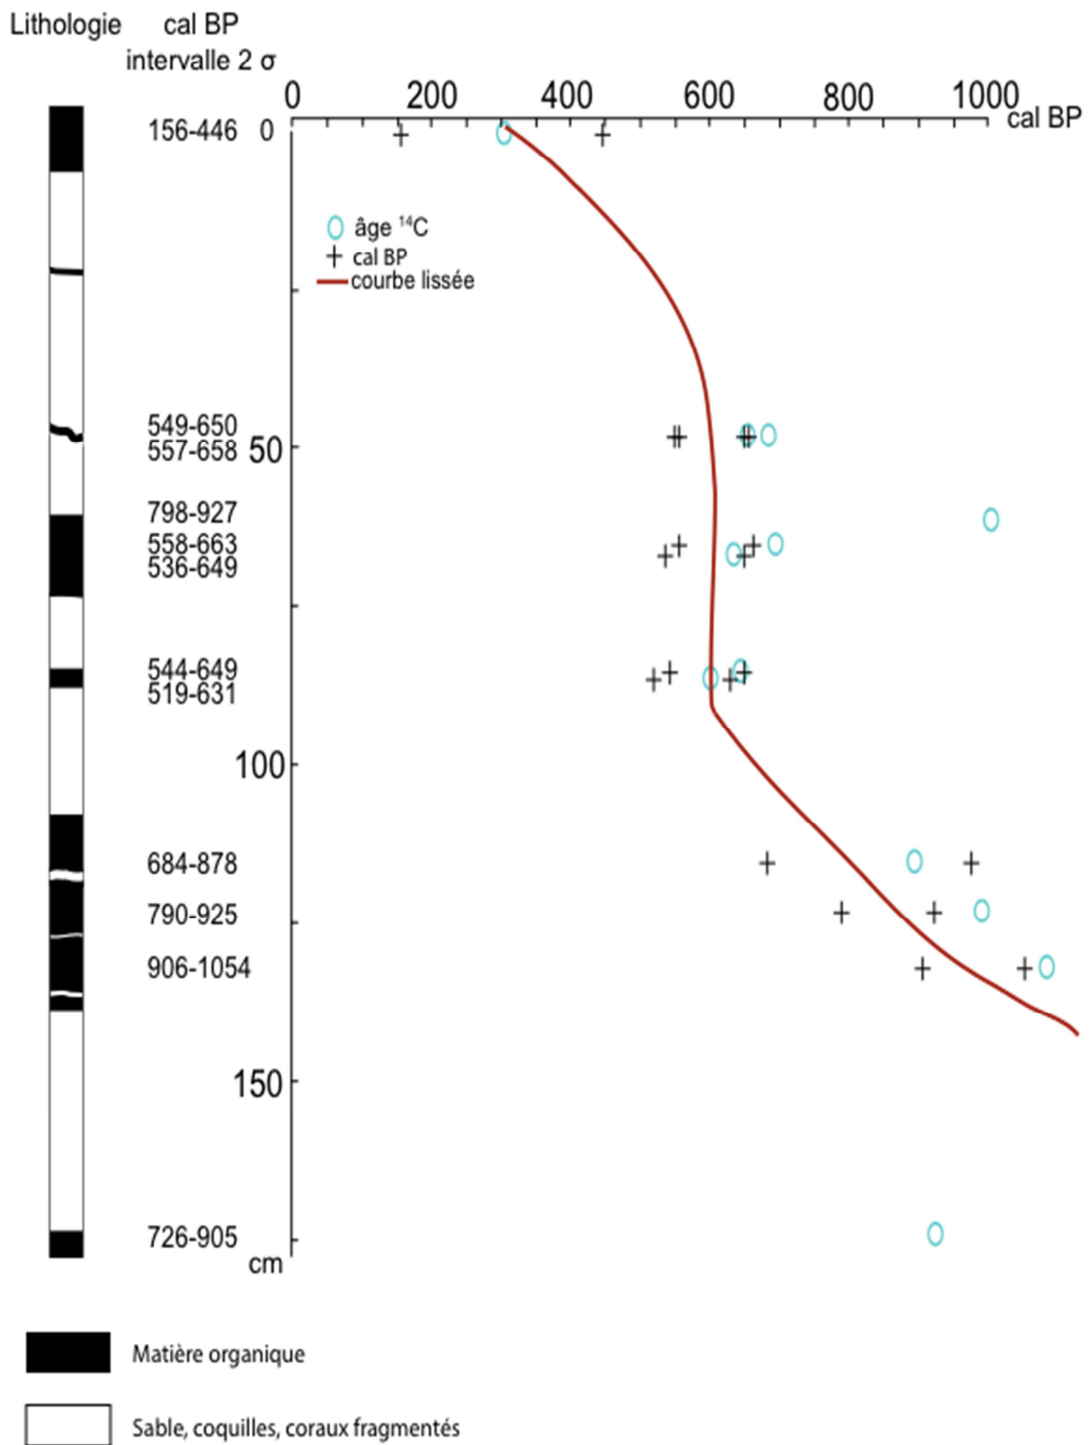 Lithologie cal BP
intervalle 2 σ
0 200 400 600 800 1000
cal BP
156-446 0
âge ¹⁴C
cal BP
courbe lissée
549-650
557-658 50
798-927
558-663
536-649
544-649
519-631
100
684-878
790-925
906-1054
150
726-905
cm
Matière organique
Sable, coquilles, coraux fragmentés